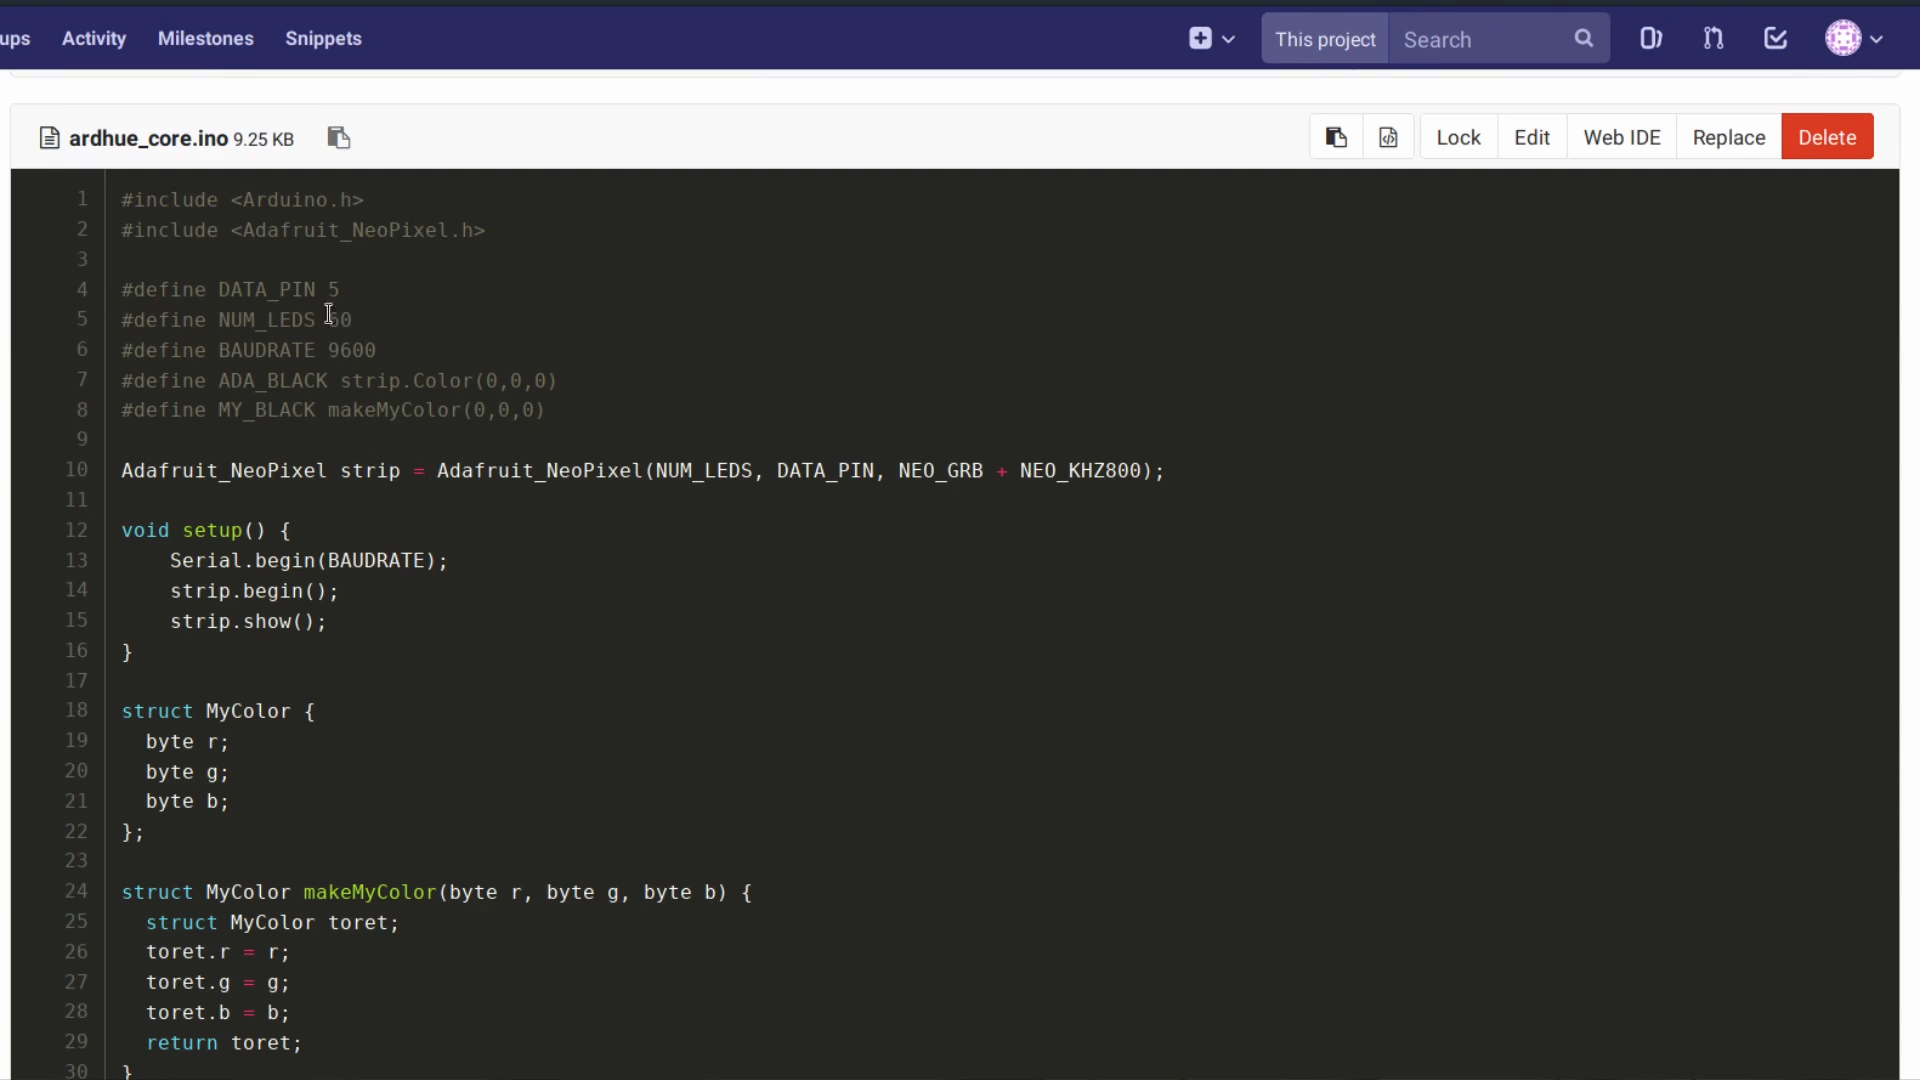 ups Activity Milestones Snippets This project Search
ardhue_core.ino 9.25 KB Lock Edit Web IDE Replace Delete
1 #include <Arduino.h>
2 #include <Adafruit_NeoPixel.h>
3
4 #define DATA_PIN 5
5 #define NUM_LEDS
6 #define BAUDRATE 9600
7 #define ADA_BLACK strip.Color(0,0,0)
8 #define MY_BLACK makeMyColor(0,0,0)
9
10 Adafruit_NeoPixel strip = Adafruit_NeoPixel(NUM_LEDS, DATA_PIN, NEO_GRB + NEO_KHZ800);
11
12 void setup() {
13 Serial.begin(BAUDRATE);
14 strip.begin();
15 strip.show();
16 }
17
18 struct MyColor {
19 byte r;
20 byte g;
21 byte b;
22 };
23
24 struct MyColor makeMyColor(byte r, byte g, byte b) {
25 struct MyColor toret;
26 toret.r = r;
27 toret.g = g;
28 toret.b = b;
29 return toret;
30 }